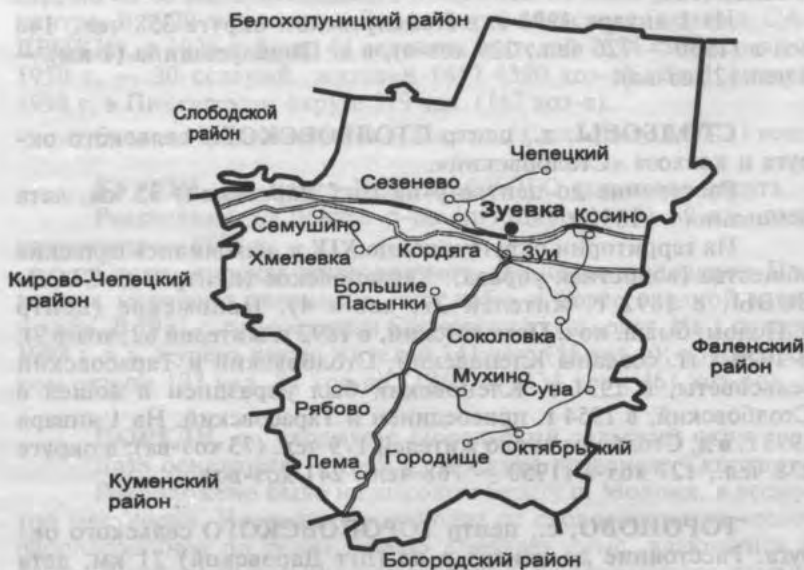 Белохолуницкий район
Слободской
район
Чепецкий
Сезенево
Зуевка
Косино
Семушино
Кордяга
Зуи
Хмелевка
Кирово-Чепецкий
район
Большие
Пасынки
Соколовка
Фаленский
район
Мухино
Суна
Рябово
Октябрьский
Городище
Лема
Куменский
район
Богородский район